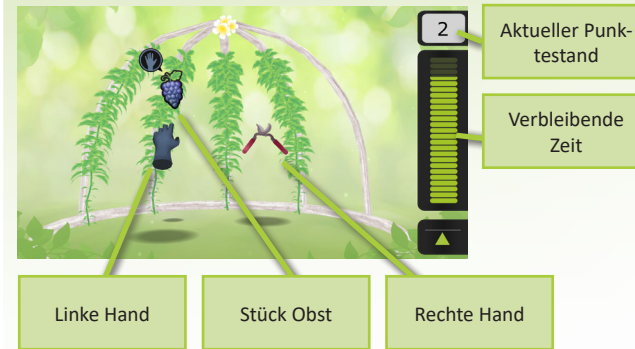 2
Aktueller Punk-
testand
Verbleibende
Zeit
Linke Hand
Stück Obst
Rechte Hand